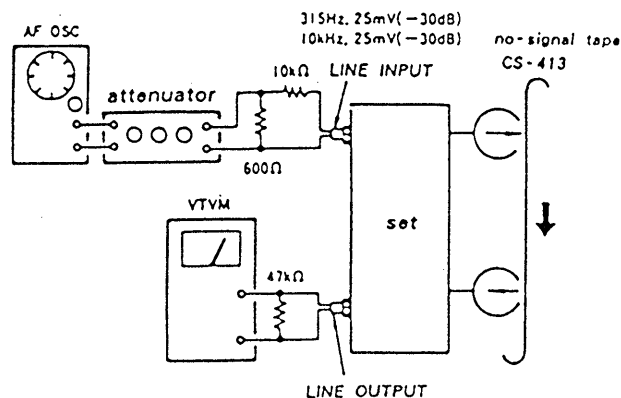 315Hz, 25mV(−30dB)
10kHz, 25mV(−30dB)
no-signal tape
CS-413
AF OSC
attenuator
10kΩ
LINE INPUT
600Ω
set
VTVM
47kΩ
LINE OUTPUT